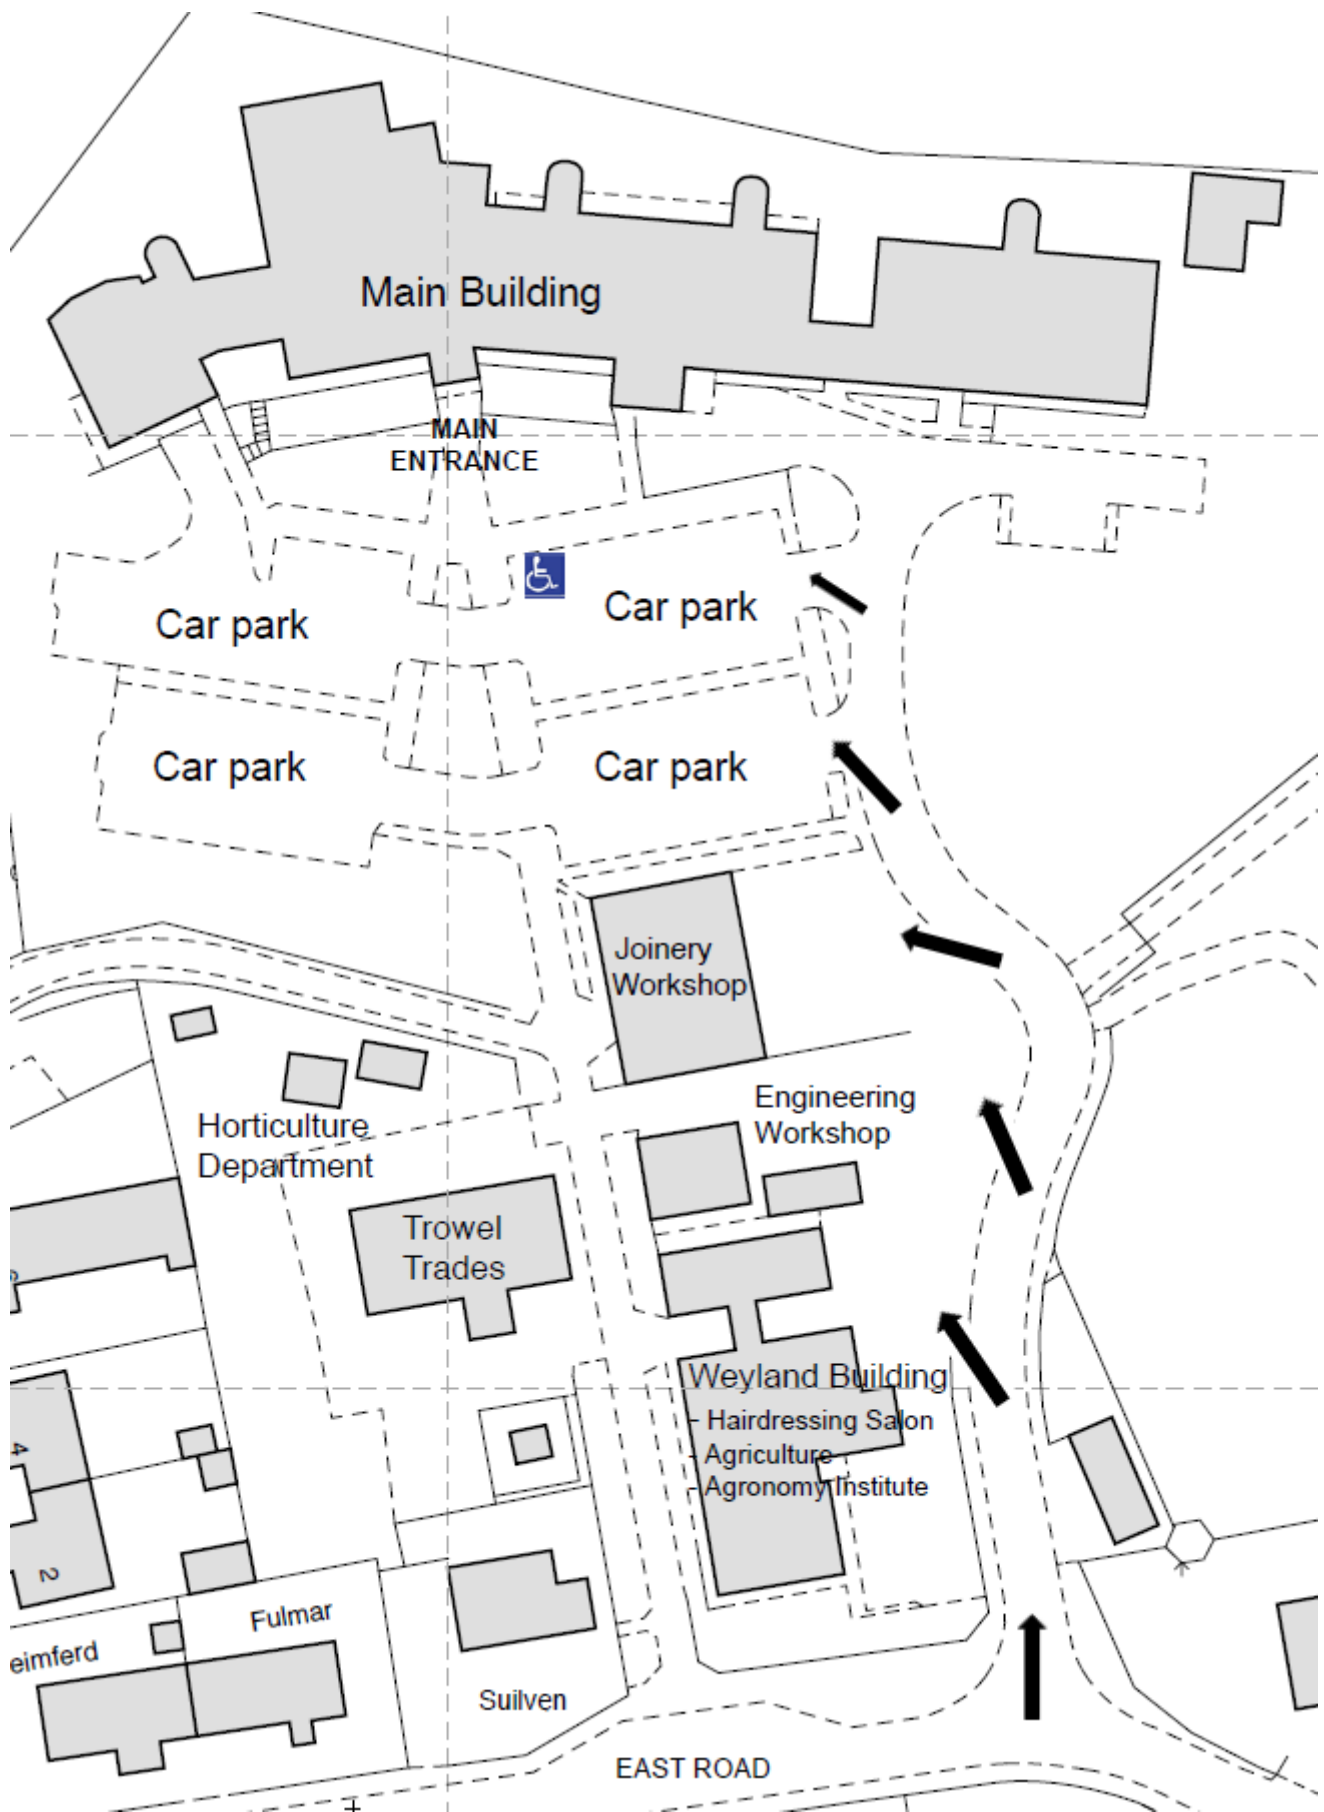 Main Building
MAIN
ENTRANCE
Car park
Car park
Car park
Car park
Joinery
Workshop
Engineering
Workshop
Horticulture
Department
Trowel
Trades
Weyland Building
- Hairdressing Salon
- Agriculture
- Agronomy Institute
4
2
Fulmar
eimferd
Suilven
EAST ROAD